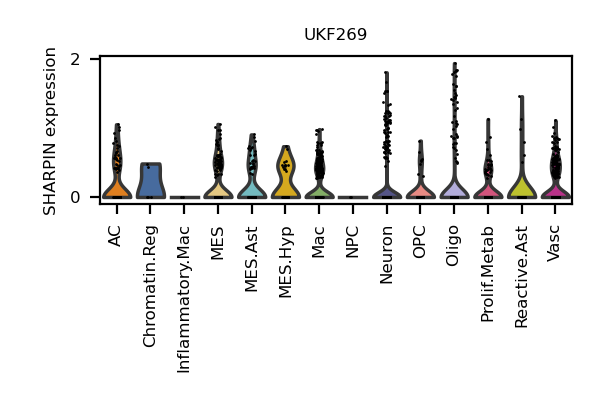 UKF269
SHARPIN expression
2
0
AC
Chromatin.Reg
Inflammatory.Mac
MES
MES.Ast
MES.Hyp
Mac
NPC
Neuron
OPC
Oligo
Prolif.Metab
Reactive.Ast
Vasc